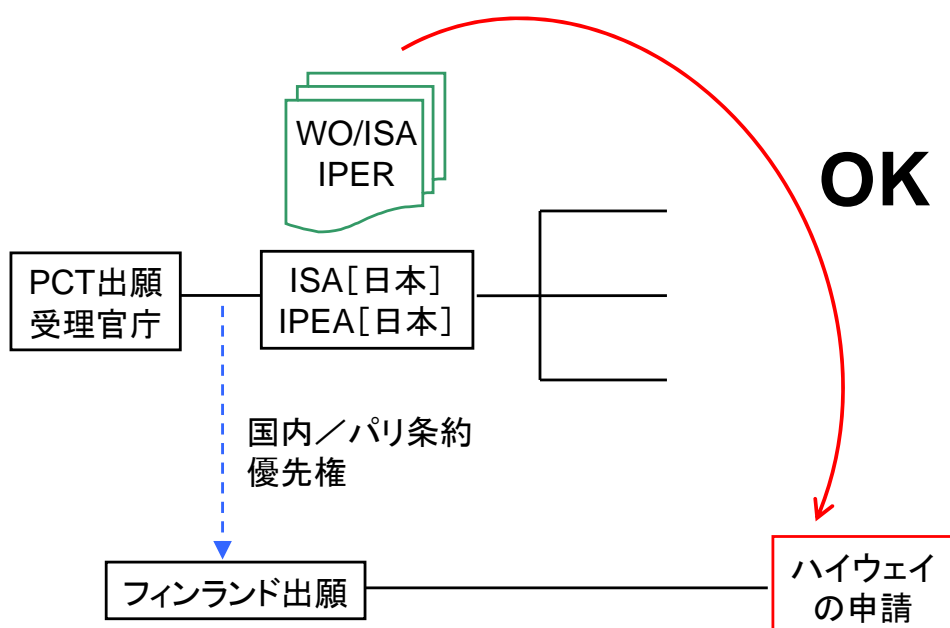 WO/ISA
IPER
OK
PCT出願
受理官庁
ISA［日本］
IPEA［日本］
国内／パリ条約
優先権
フィンランド出願
ハイウェイ
の申請